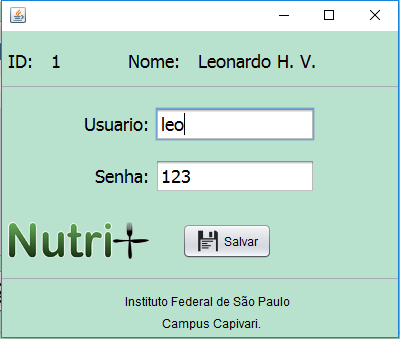 ID: 1 Nome: Leonardo H. V.
Usuario: leo
Senha: 123
Nutri+
Salvar
Instituto Federal de São Paulo
Campus Capivari.